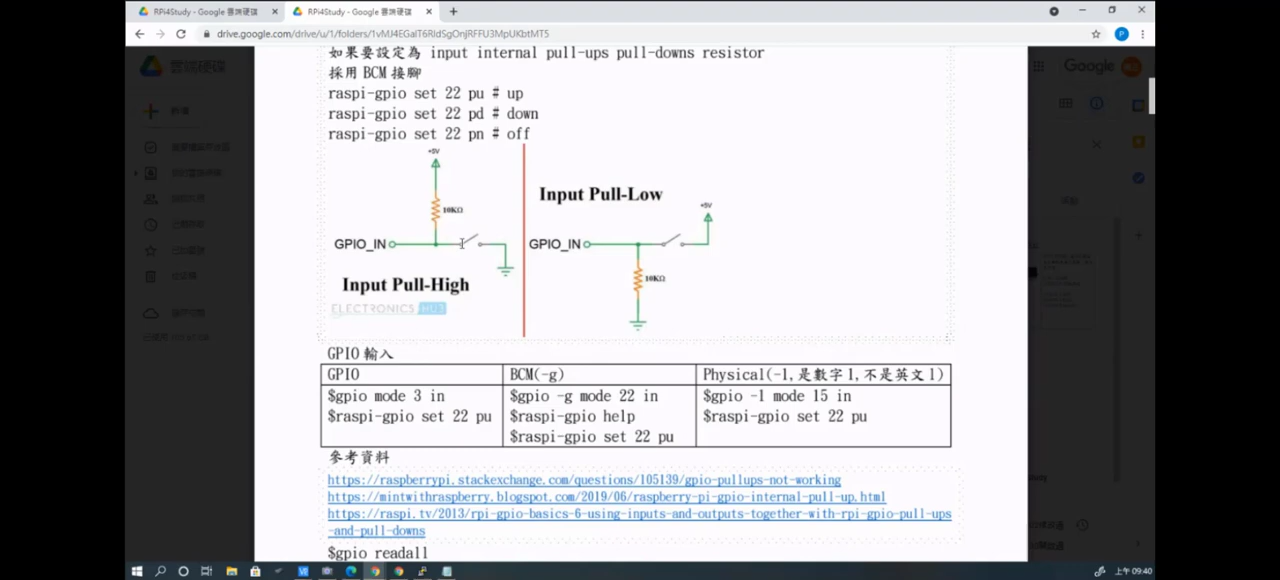 RPi4Study - Google 雲端硬碟
RPi4Study - Google 雲端硬碟
drive.google.com/drive/u/1/folders/1vMJ4EGaIT6RldSgOnjRFFU3MpUKbtMT5
雲端硬碟
Google
如果要設定為 input internal pull-ups pull-downs resistor
採用 BCM 接腳
raspi-gpio set 22 pu # up
raspi-gpio set 22 pd # down
raspi-gpio set 22 pn # off
+5V
10KΩ
GPIO_IN
Input Pull-High
ELECTRONICS HUB
Input Pull-Low
+5V
GPIO_IN
10KΩ
GPIO 輸入
GPIO BCM(-g) Physical(-1,是數字 1,不是英文 l)
$gpio mode 3 in $gpio -g mode 22 in $gpio -1 mode 15 in
$raspi-gpio set 22 pu $raspi-gpio help $raspi-gpio set 22 pu
$raspi-gpio set 22 pu
參考資料
https://raspberrypi.stackexchange.com/questions/105139/gpio-pullups-not-working
https://mintwithraspberry.blogspot.com/2019/06/raspberry-pi-gpio-internal-pull-up.html
https://raspi.tv/2013/rpi-gpio-basics-6-using-inputs-and-outputs-together-with-rpi-gpio-pull-ups
-and-pull-downs
$gpio readall
上午 09:40